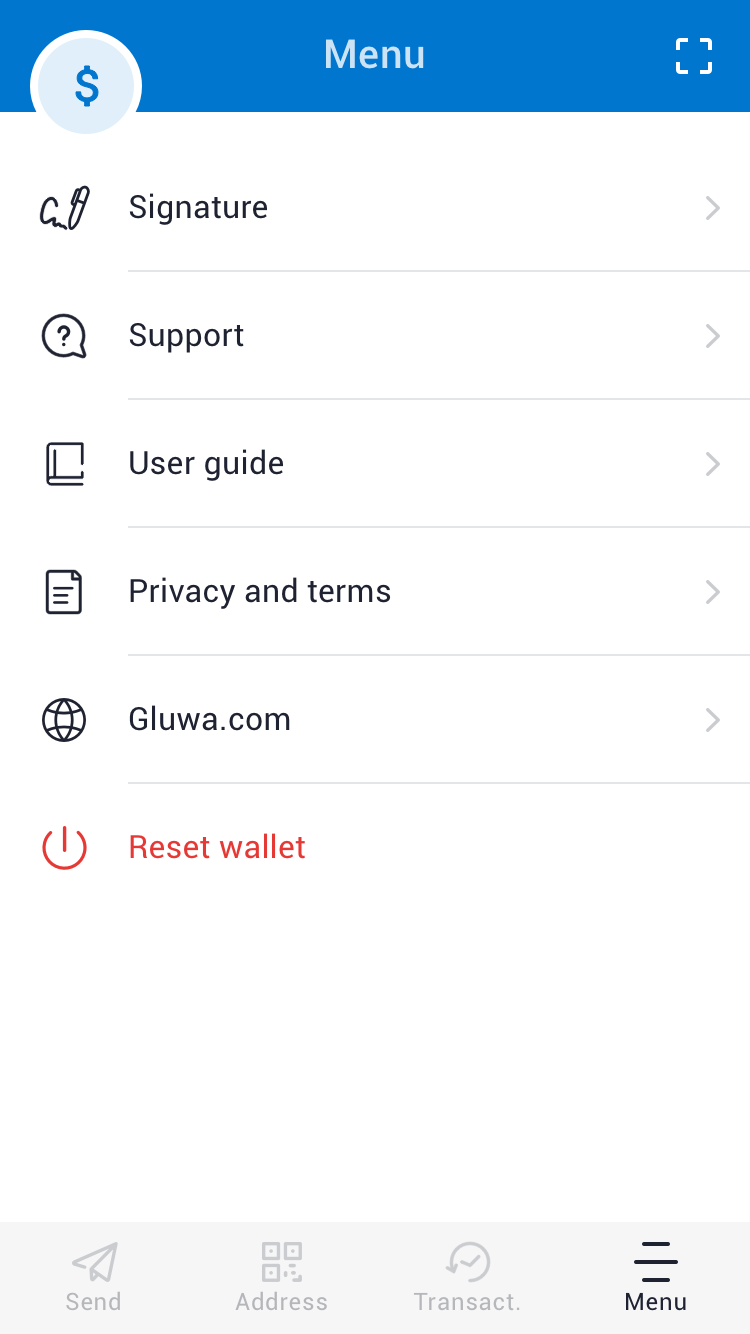 Menu
$
Signature
?
Support
User guide
Privacy and terms
Gluwa.com
Reset wallet
Send
Address
Transact.
Menu